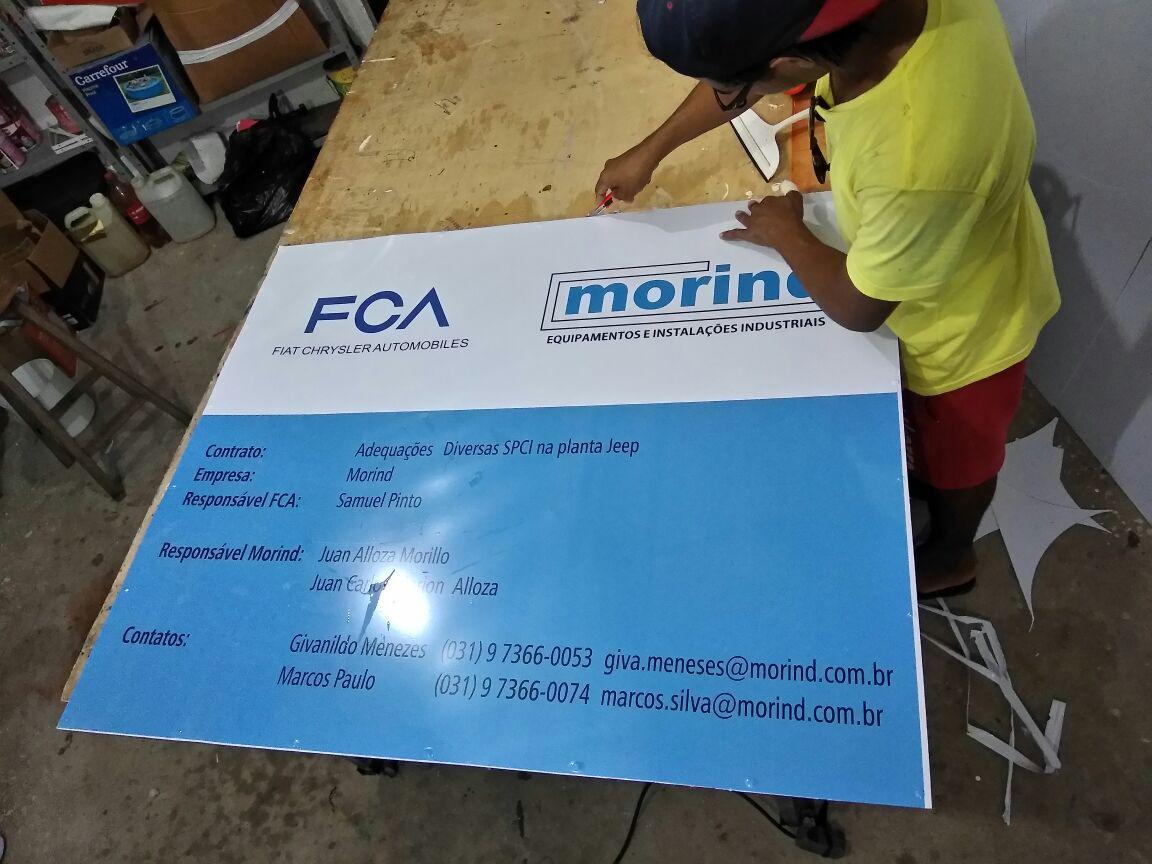 Carrefour
FCA
FIAT CHRYSLER AUTOMOBILES
morind
EQUIPAMENTOS E INSTALAÇÕES INDUSTRIAIS
Contrato: Adequações Diversas SPCI na planta Jeep
Empresa: Morind
Responsável FCA: Samuel Pinto
Responsável Morind: Juan Alloza Morillo
Juan Carlos Alloza
Contatos: Givanildo Menezes (031) 9 7366-0053 giva.meneses@morind.com.br
Marcos Paulo (031) 9 7366-0074 marcos.silva@morind.com.br